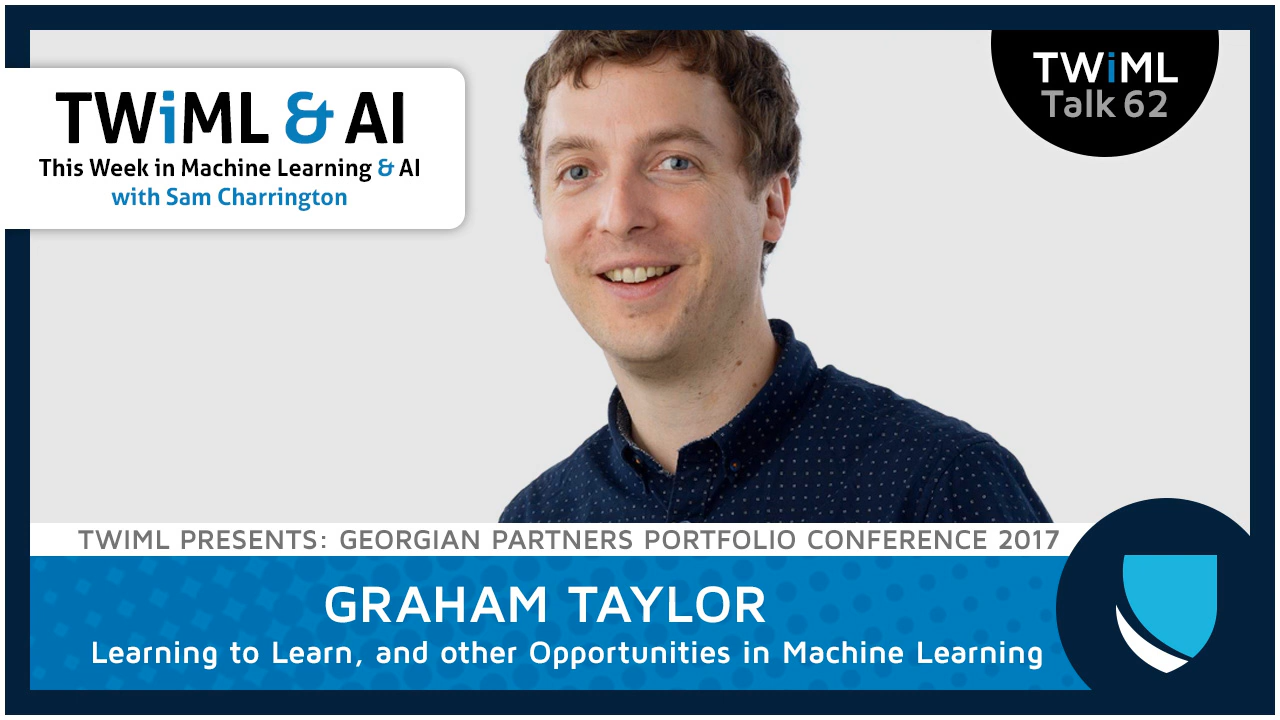 TWiML & AI
This Week in Machine Learning & AI
with Sam Charrington
TWiML
Talk 62
TWIML PRESENTS: GEORGIAN PARTNERS PORTFOLIO CONFERENCE 2017
GRAHAM TAYLOR
Learning to Learn, and other Opportunities in Machine Learning